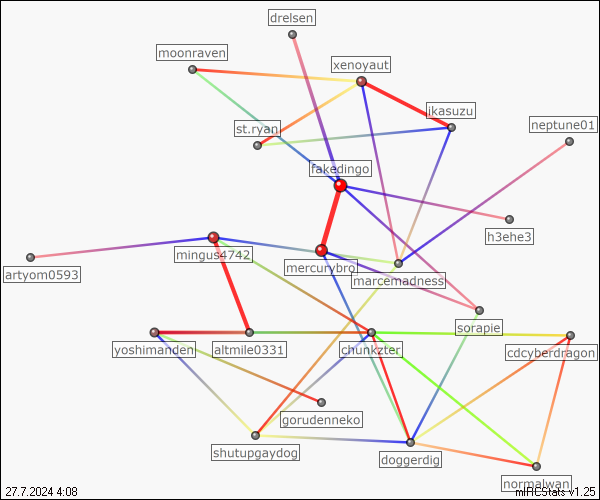 drelsen
moonraven
xenoyaut
ikasuzu
neptune01
st.ryan
fakedingo
h3ehe3
mingus4742
mercurybro
artyom0593
marcemadness
sorapie
yoshimanden
altmile0331
chunkzter
cdcyberdragon
gorudenneko
shutupgaydog
doggerdig
normalwan
27.7.2024 4:08
mIRCStats v1.25